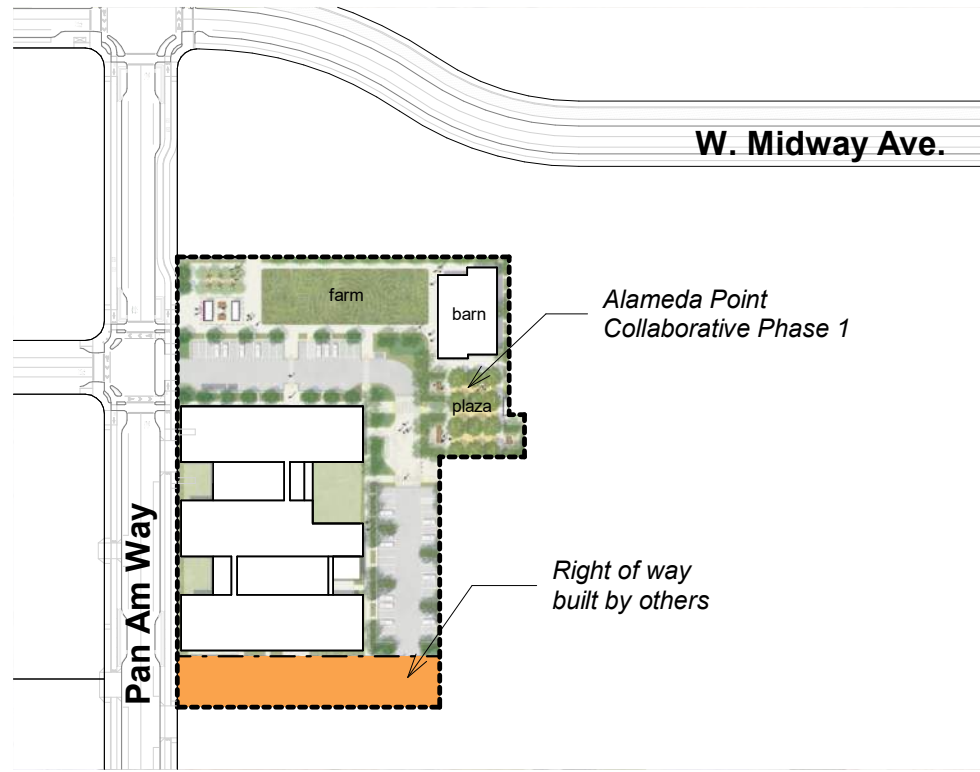 W. Midway Ave.
farm
barn
Alameda Point
Collaborative Phase 1
plaza
Pan Am Way
Right of way
built by others